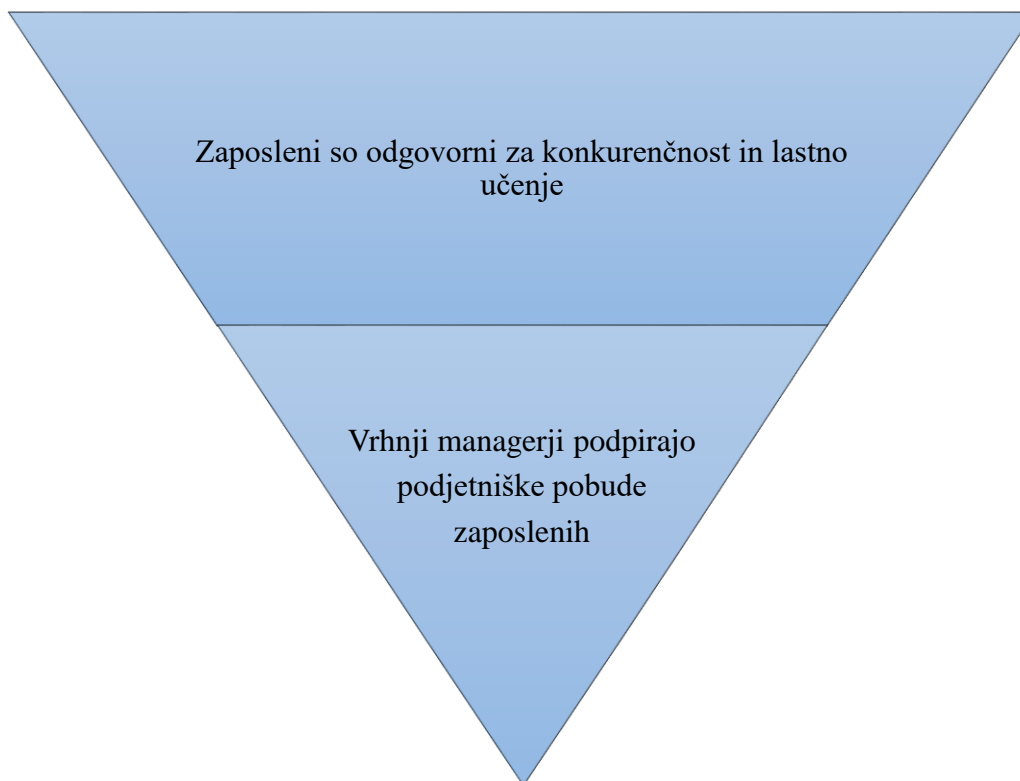 Zaposleni so odgovorni za konkurenčnost in lastno
učenje
Vrhnji managerji podpirajo
podjetniške pobude
zaposlenih